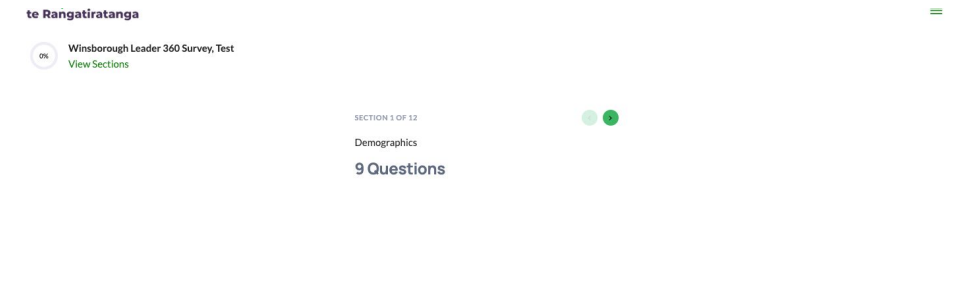 te Rangatiratanga
0%
Winsborough Leader 360 Survey, Test
View Sections
SECTION 1 OF 12
Demographics
9 Questions